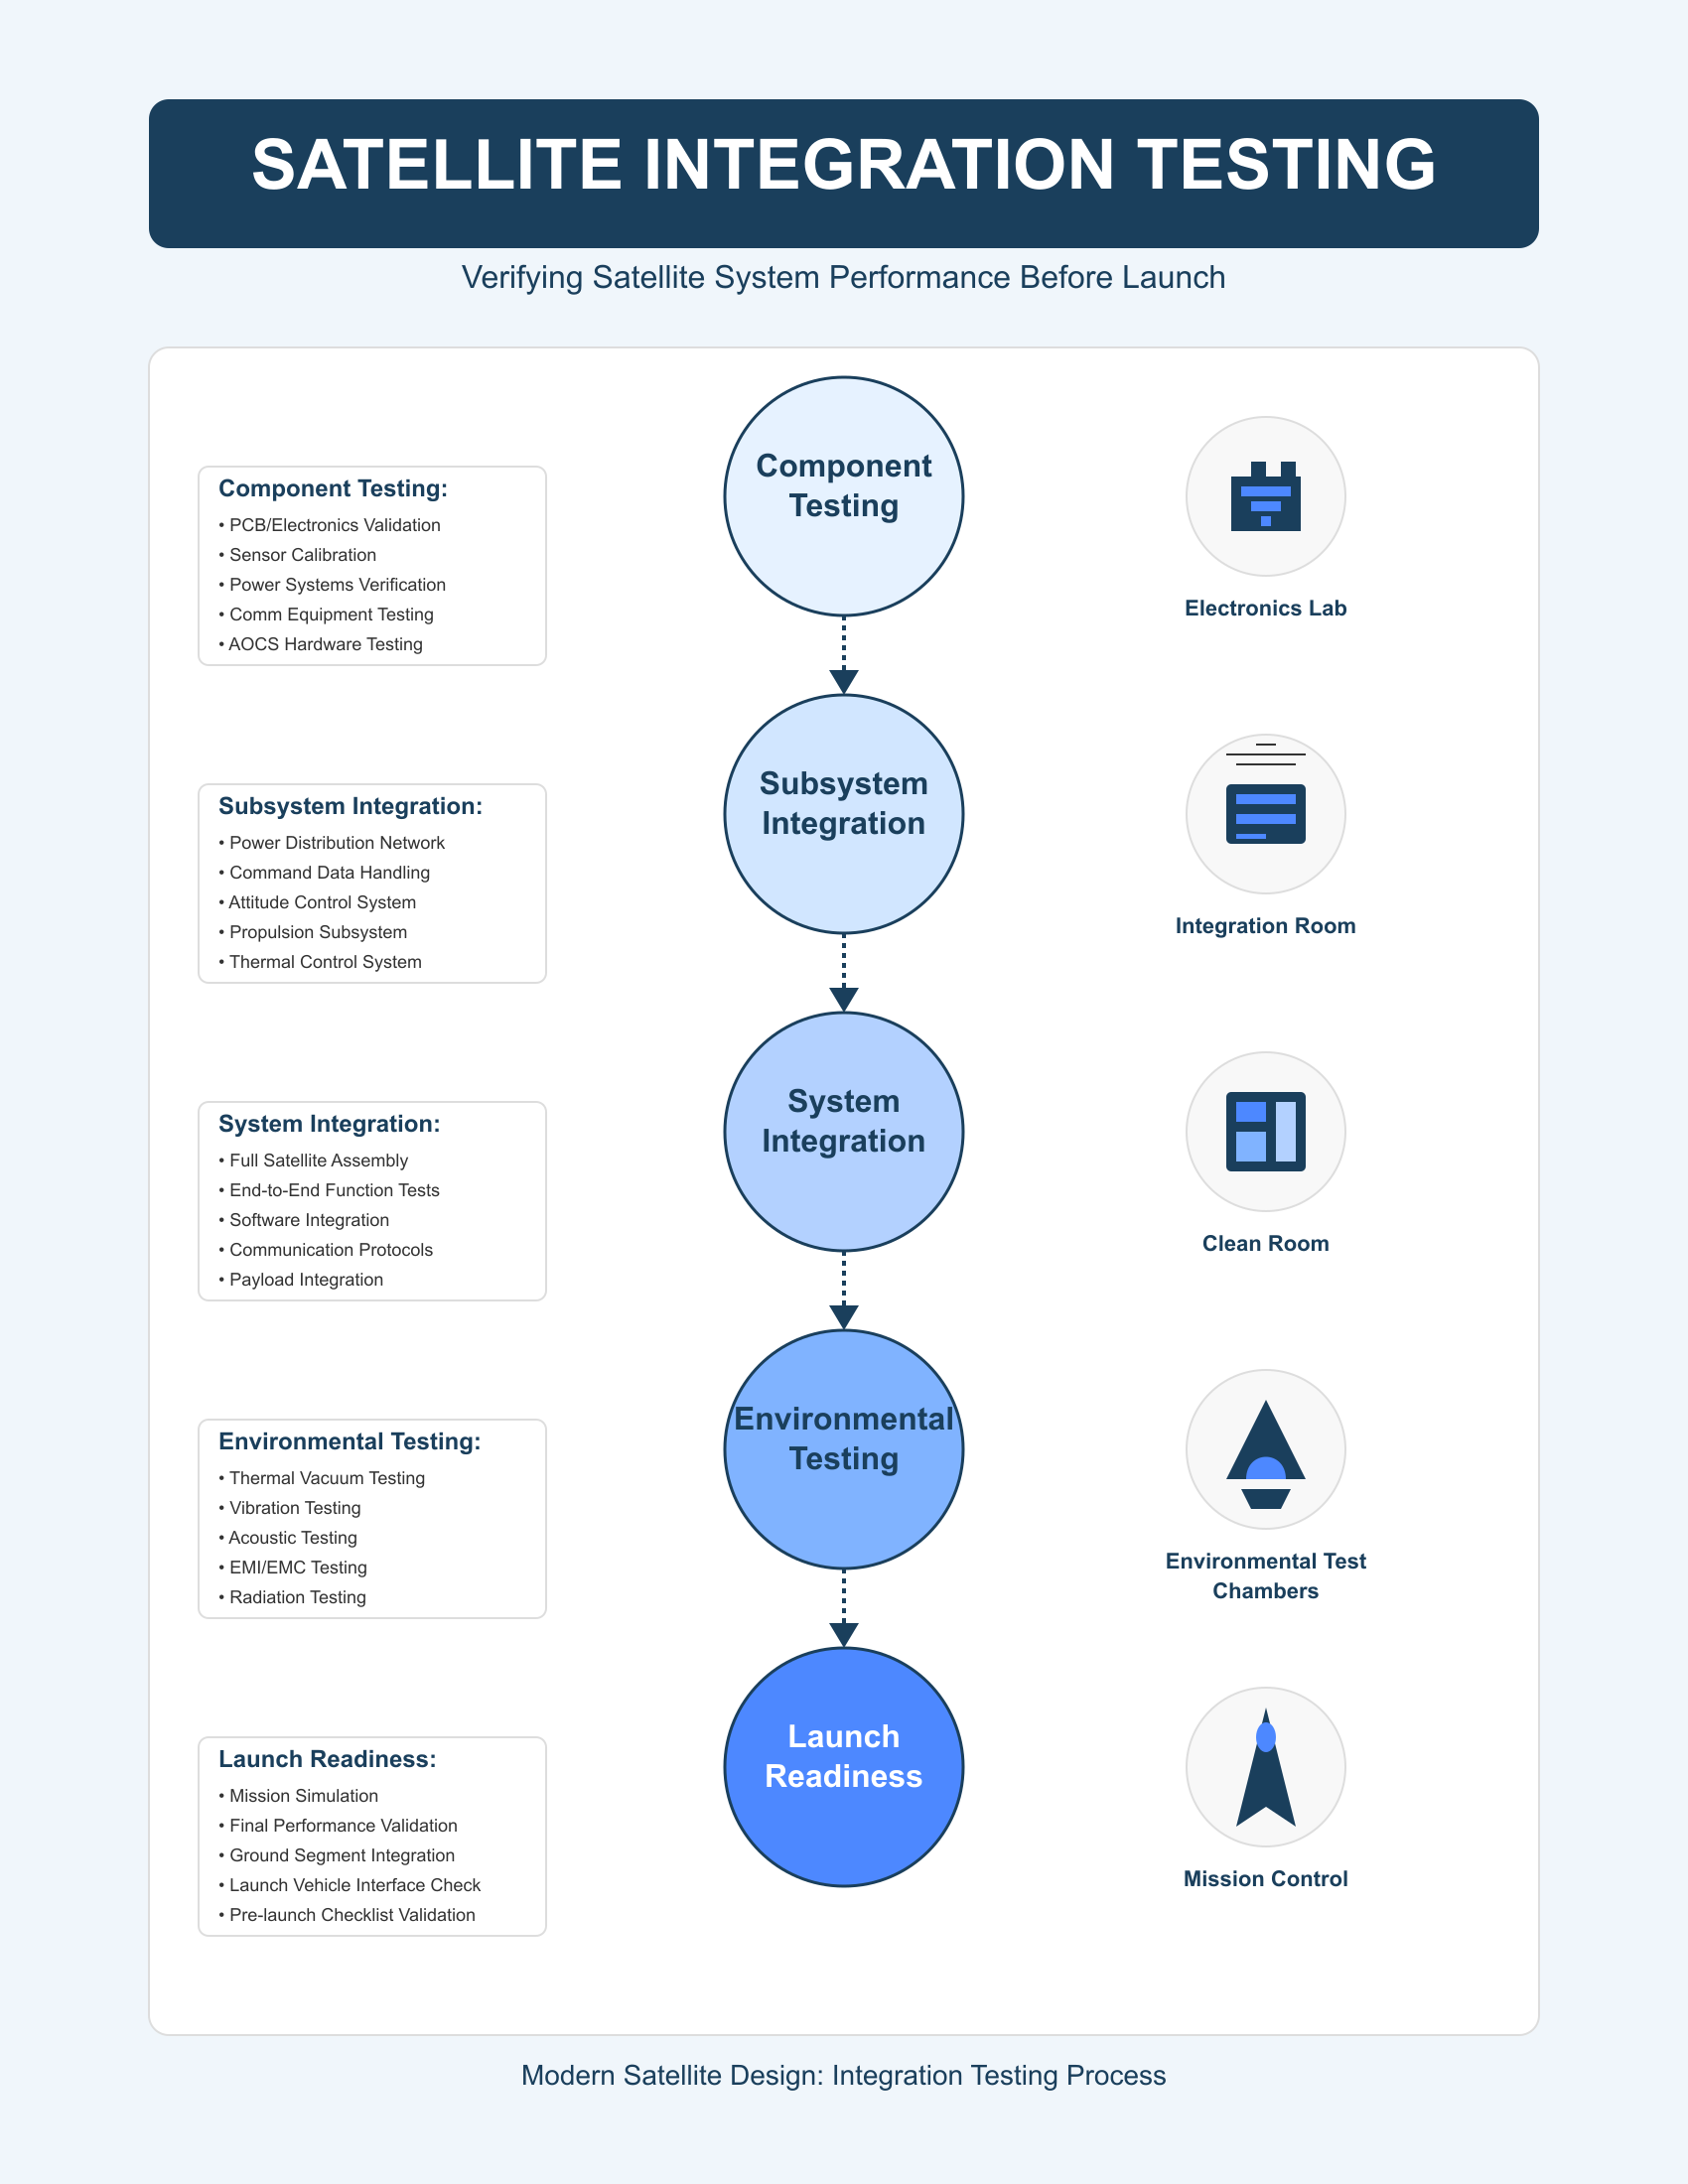 SATELLITE INTEGRATION TESTING
Verifying Satellite System Performance Before Launch
Component Testing:
• PCB/Electronics Validation
• Sensor Calibration
• Power Systems Verification
• Comm Equipment Testing
• AOCS Hardware Testing
Component
Testing
Electronics Lab
Subsystem Integration:
• Power Distribution Network
• Command Data Handling
• Attitude Control System
• Propulsion Subsystem
• Thermal Control System
Subsystem
Integration
Integration Room
System Integration:
• Full Satellite Assembly
• End-to-End Function Tests
• Software Integration
• Communication Protocols
• Payload Integration
System
Integration
Clean Room
Environmental Testing:
• Thermal Vacuum Testing
• Vibration Testing
• Acoustic Testing
• EMI/EMC Testing
• Radiation Testing
Environmental
Testing
Environmental Test
Chambers
Launch Readiness:
• Mission Simulation
• Final Performance Validation
• Ground Segment Integration
• Launch Vehicle Interface Check
• Pre-launch Checklist Validation
Launch
Readiness
Mission Control
Modern Satellite Design: Integration Testing Process